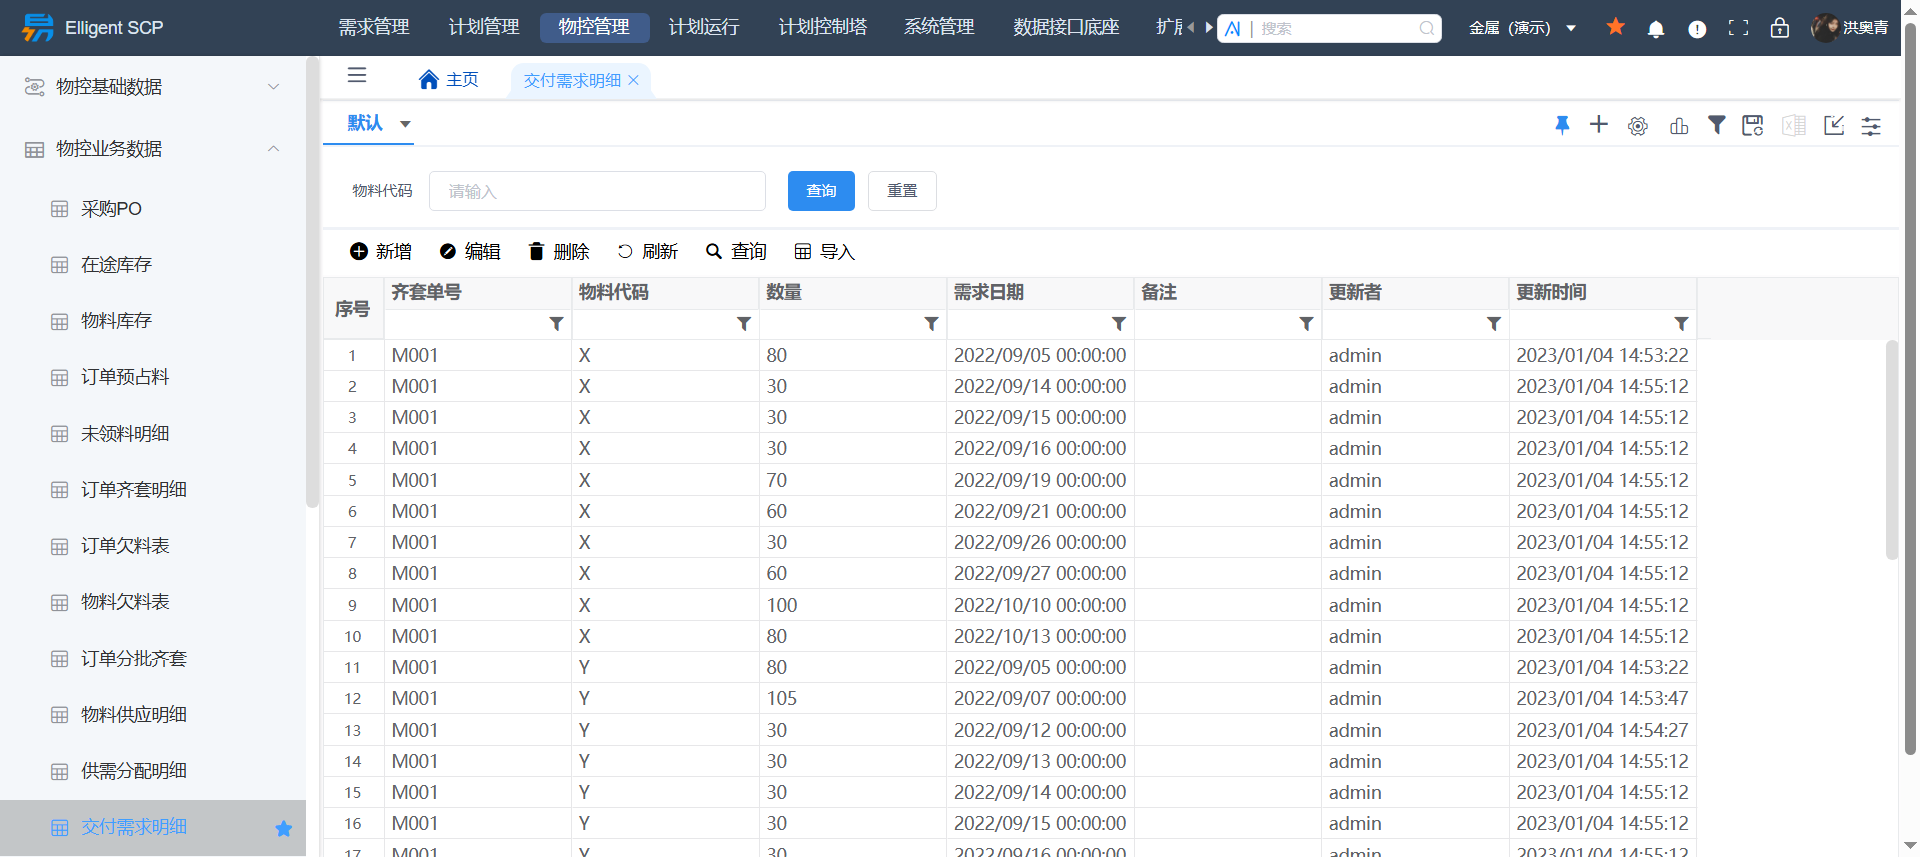 Elligent SCP
需求管理 计划管理 物控管理 计划运行 计划控制塔 系统管理 数据接口底座
AI | 搜索
金属（演示）
洪奥青
物控基础数据
物控业务数据
采购PO
在途库存
物料库存
订单预占料
未领料明细
订单齐套明细
订单欠料表
物料欠料表
订单分批齐套
物料供应明细
供需分配明细
交付需求明细
主页 交付需求明细
默认
物料代码 请输入 查询 重置
新增 编辑 删除 刷新 查询 导入
序号 齐套单号 物料代码 数量 需求日期 备注 更新者 更新时间
1 M001 X 80 2022/09/05 00:00:00 admin 2023/01/04 14:53:22
2 M001 X 30 2022/09/14 00:00:00 admin 2023/01/04 14:55:12
3 M001 X 30 2022/09/15 00:00:00 admin 2023/01/04 14:55:12
4 M001 X 30 2022/09/16 00:00:00 admin 2023/01/04 14:55:12
5 M001 X 70 2022/09/19 00:00:00 admin 2023/01/04 14:55:12
6 M001 X 60 2022/09/21 00:00:00 admin 2023/01/04 14:55:12
7 M001 X 30 2022/09/26 00:00:00 admin 2023/01/04 14:55:12
8 M001 X 60 2022/09/27 00:00:00 admin 2023/01/04 14:55:12
9 M001 X 100 2022/10/10 00:00:00 admin 2023/01/04 14:55:12
10 M001 X 80 2022/10/13 00:00:00 admin 2023/01/04 14:55:12
11 M001 Y 80 2022/09/05 00:00:00 admin 2023/01/04 14:53:22
12 M001 Y 105 2022/09/07 00:00:00 admin 2023/01/04 14:53:47
13 M001 Y 30 2022/09/12 00:00:00 admin 2023/01/04 14:54:27
14 M001 Y 30 2022/09/13 00:00:00 admin 2023/01/04 14:55:12
15 M001 Y 30 2022/09/14 00:00:00 admin 2023/01/04 14:55:12
16 M001 Y 30 2022/09/15 00:00:00 admin 2023/01/04 14:55:12
17 M001 Y 30 2022/09/16 00:00:00 admin 2023/01/04 14:55:12